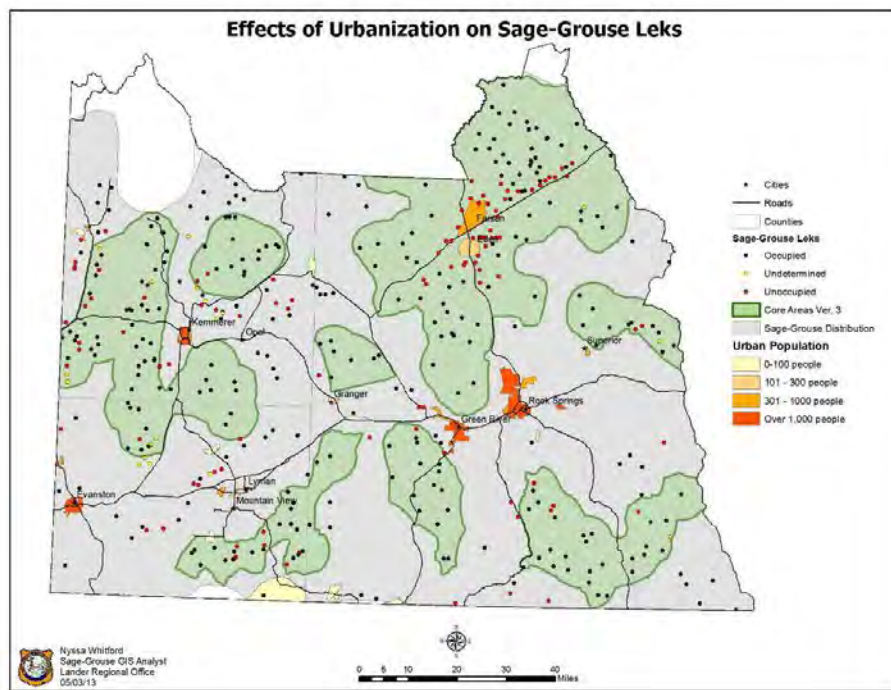 Effects of Urbanization on Sage-Grouse Leks
Cities
Roads
Counties
Sage-Grouse Leks
Occupied
Undetermined
Unoccupied
Core Areas Ver. 3
Sage-Grouse Distribution
Urban Population
0-100 people
101 - 300 people
301 - 1000 people
Over 1,000 people
Farson
Eden
Kemmerer
Opal
Superior
Granger
Rock Springs
Green River
Lyman
Mountain View
Evanston
Nyssa Whitford
Sage-Grouse GIS Analyst
Lander Regional Office
05/03/13
0 5 10 20 30 40
Miles